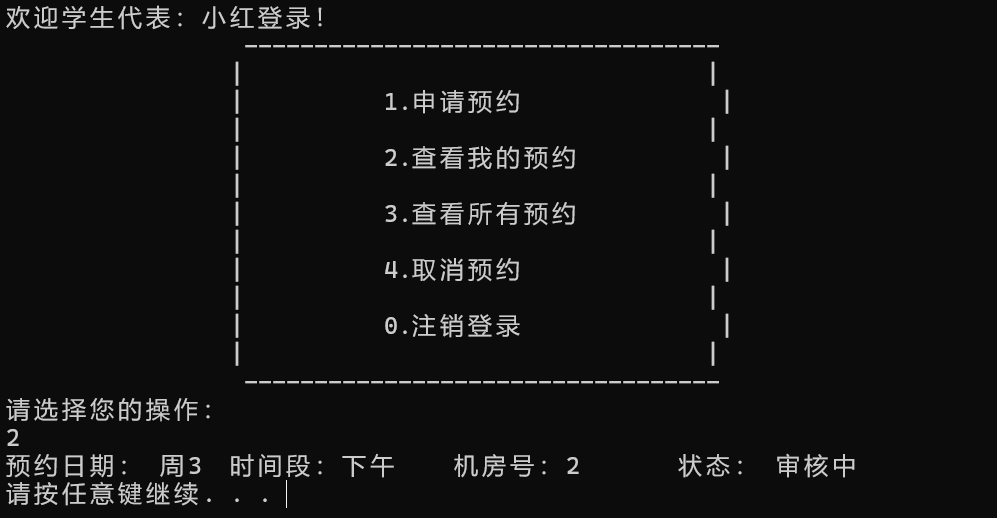 欢迎学生代表：小红登录！
----------------------------------
|                                  |
|          1.申请预约               |
|                                  |
|          2.查看我的预约            |
|                                  |
|          3.查看所有预约            |
|                                  |
|          4.取消预约               |
|                                  |
|          0.注销登录               |
|                                  |
----------------------------------
请选择您的操作：
2
预约日期： 周3 时间段：下午 机房号：2 状态： 审核中
请按任意键继续. . .